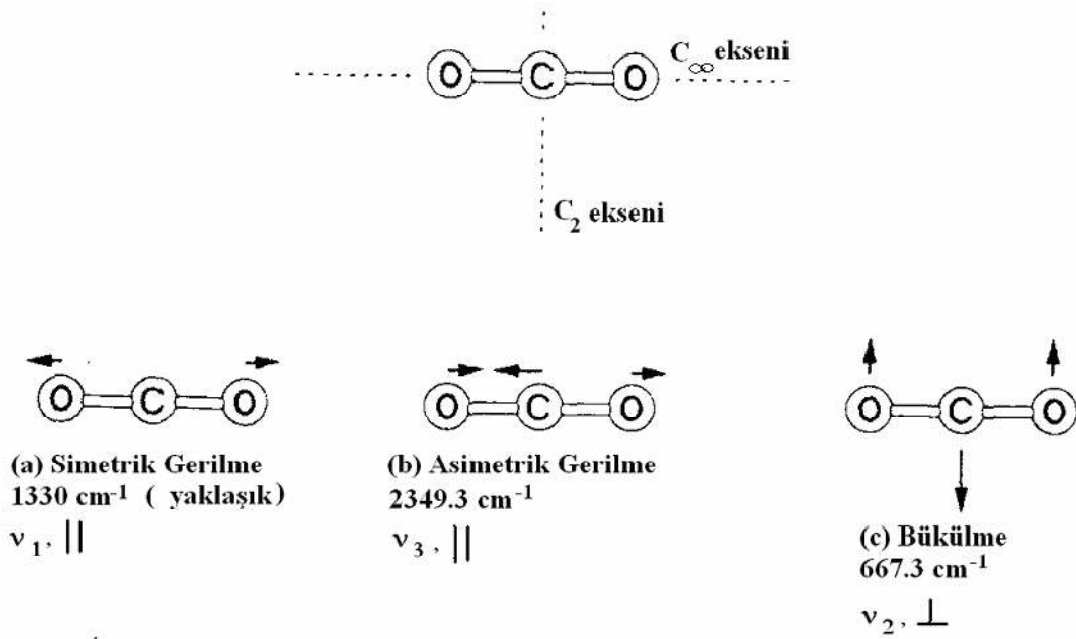 C∞ ekseni
O C O
C₂ ekseni
O C O
(a) Simetrik Gerilme
1330 cm⁻¹ ( yaklaşık )
ν₁, ||
O C O
(b) Asimetrik Gerilme
2349.3 cm⁻¹
ν₃, ||
O C O
(c) Bükülme
667.3 cm⁻¹
ν₂, ⊥